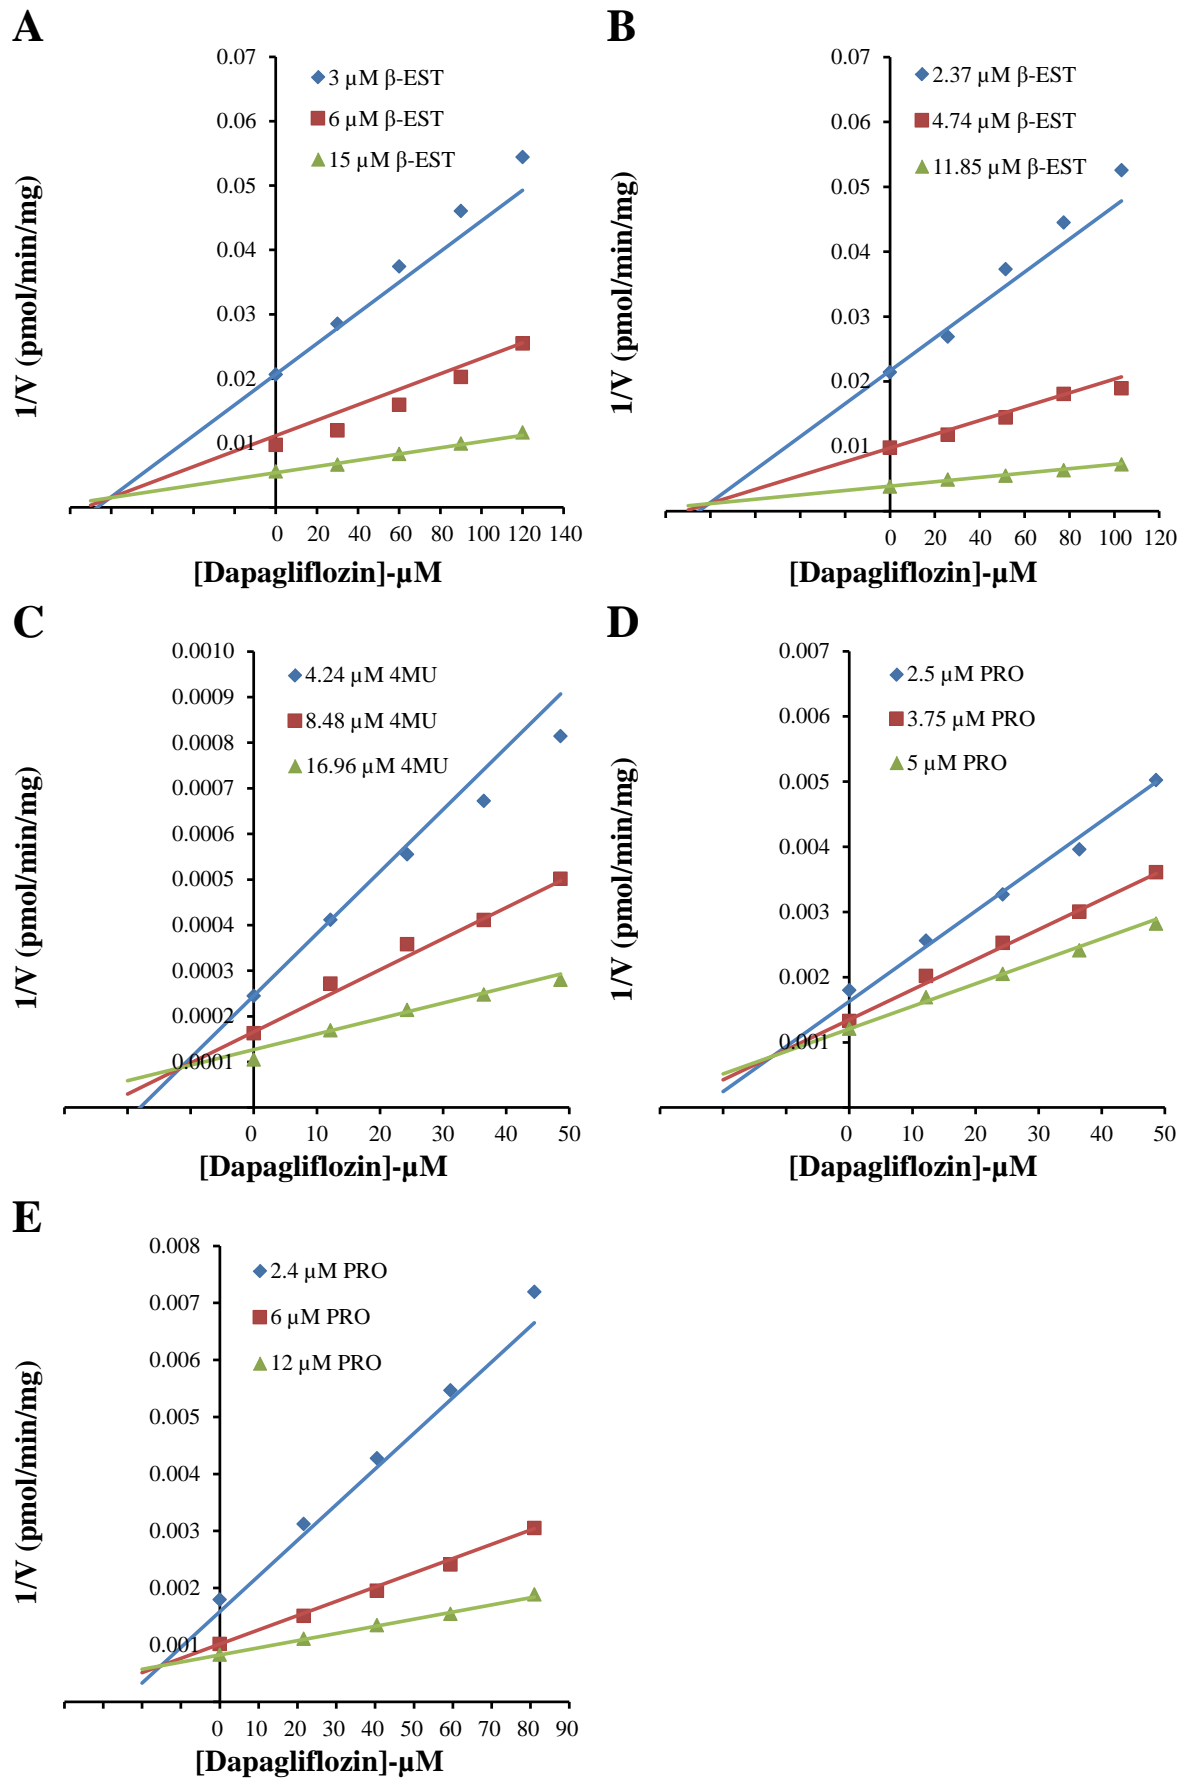 A
0.07
0.06
0.05
0.04
0.03
0.02
0.01
3 µM β-EST
6 µM β-EST
15 µM β-EST
1/V (pmol/min/mg)
0 20 40 60 80 100 120 140
[Dapagliflozin]-µM
B
0.07
0.06
0.05
0.04
0.03
0.02
0.01
2.37 µM β-EST
4.74 µM β-EST
11.85 µM β-EST
1/V (pmol/min/mg)
0 20 40 60 80 100 120
[Dapagliflozin]-µM
C
0.0010
0.0009
0.0008
0.0007
0.0006
0.0005
0.0004
0.0003
0.0002
0.0001
4.24 µM 4MU
8.48 µM 4MU
16.96 µM 4MU
1/V (pmol/min/mg)
0 10 20 30 40 50
[Dapagliflozin]-µM
D
0.007
0.006
0.005
0.004
0.003
0.002
0.001
2.5 µM PRO
3.75 µM PRO
5 µM PRO
1/V (pmol/min/mg)
0 10 20 30 40 50
[Dapagliflozin]-µM
E
0.008
0.007
0.006
0.005
0.004
0.003
0.002
0.001
2.4 µM PRO
6 µM PRO
12 µM PRO
1/V (pmol/min/mg)
0 10 20 30 40 50 60 70 80 90
[Dapagliflozin]-µM